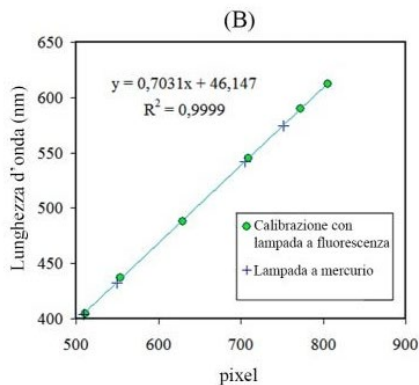 (B)
650
600
550
500
450
400
Lunghezza d'onda (nm)
y = 0,7031x + 46,147
R² = 0,9999
Calibrazione con
lampada a fluorescenza
Lampada a mercurio
500
600
700
800
900
pixel